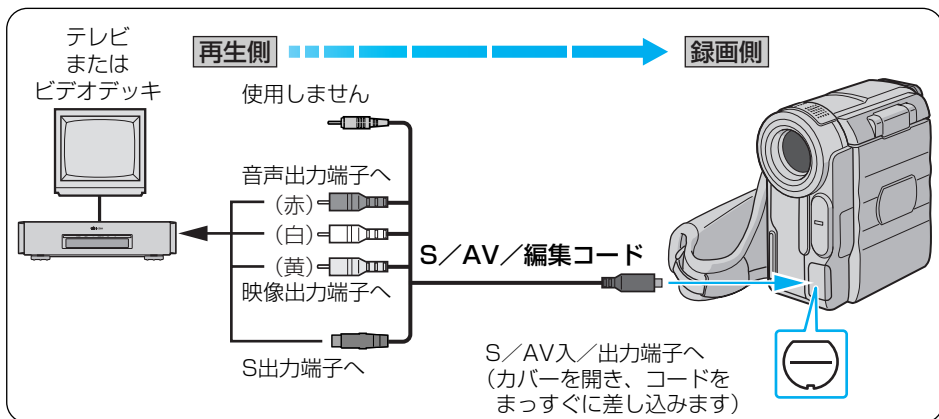 テレビ
または
ビデオデッキ
再生側
録画側
使用しません
音声出力端子へ
（赤）
（白）
（黄）
映像出力端子へ
S出力端子へ
S／AV／編集コード
S／AV入／出力端子へ
（カバーを開き、コードを
まっすぐに差し込みます）